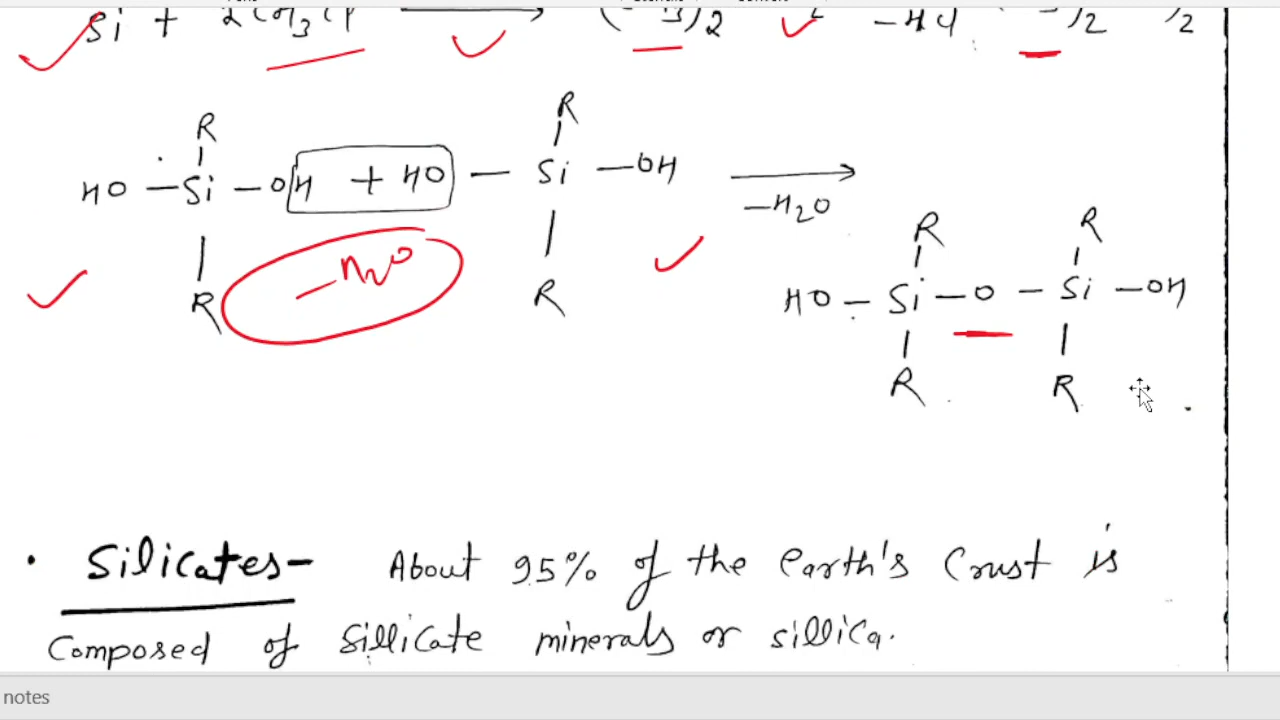 Si +
R R
HO - Si - OH + HO - Si - OH
-H2O
-H2O
R R
R R
HO - Si - O - Si - OH
R R
• Silicates- About 95% of the Earth's Crust is
Composed of Sillicate minerals or sillica.
notes